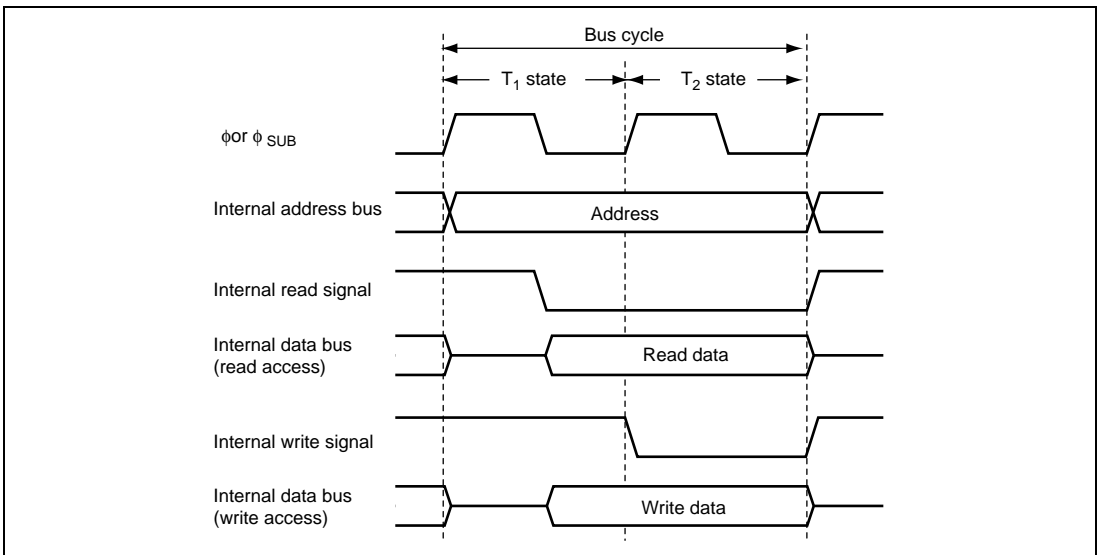 Bus cycle
T1 state
T2 state
ϕor ϕ SUB
Internal address bus
Address
Internal read signal
Internal data bus
(read access)
Read data
Internal write signal
Internal data bus
(write access)
Write data